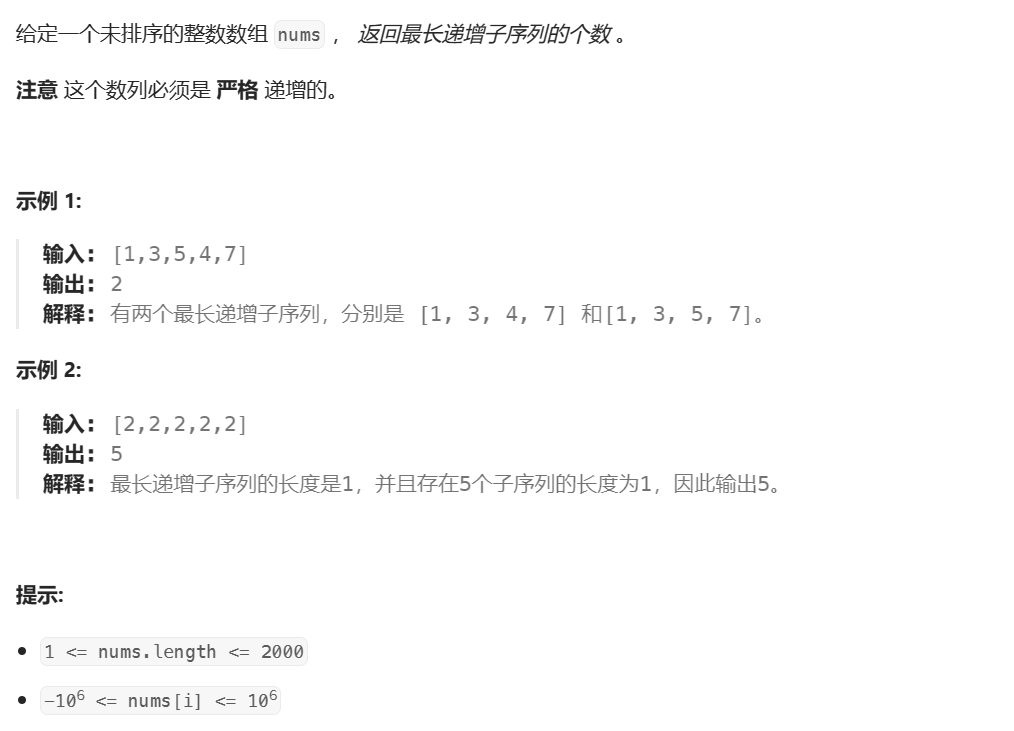 给定一个未排序的整数数组 nums ， 返回最长递增子序列的个数 。
注意 这个数列必须是 严格 递增的。
示例 1:
输入: [1,3,5,4,7]
输出: 2
解释: 有两个最长递增子序列，分别是 [1, 3, 4, 7] 和[1, 3, 5, 7]。
示例 2:
输入: [2,2,2,2,2]
输出: 5
解释: 最长递增子序列的长度是1，并且存在5个子序列的长度为1，因此输出5。
提示:
• 1 <= nums.length <= 2000
• -10⁶ <= nums[i] <= 10⁶